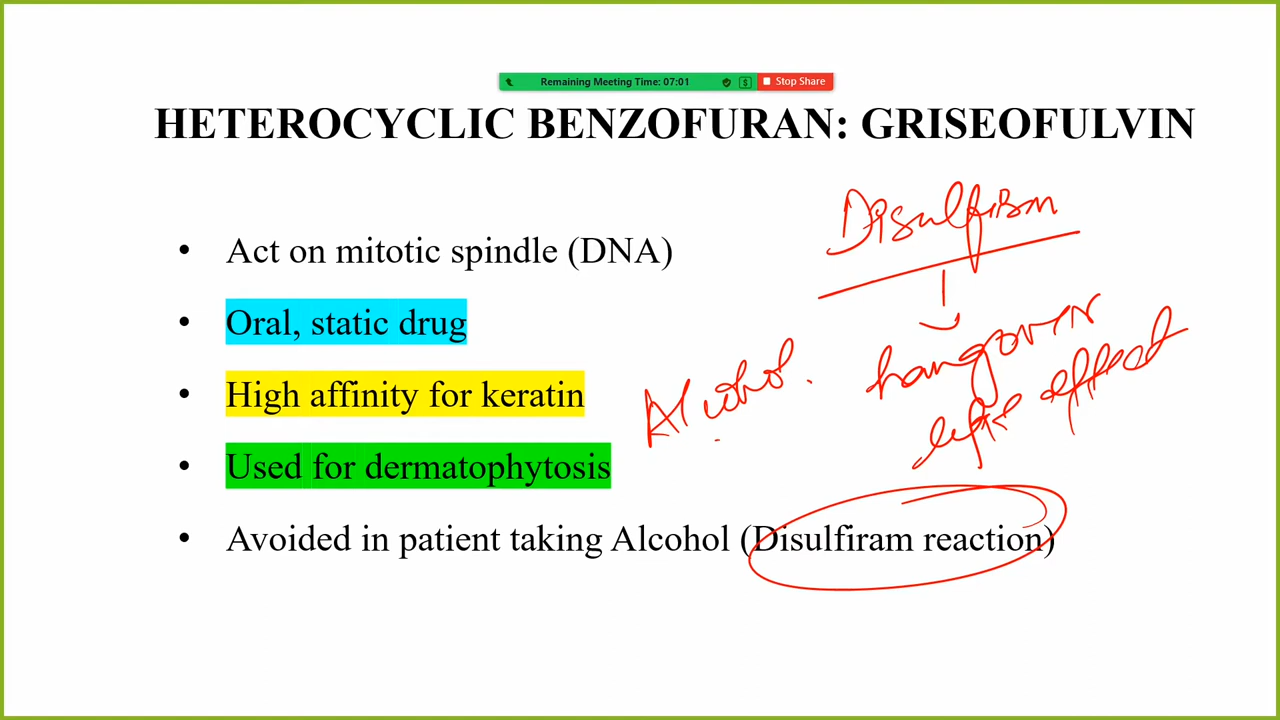 Remaining Meeting Time: 07:01
Stop Share
HETEROCYCLIC BENZOFURAN: GRISEOFULVIN
• Act on mitotic spindle (DNA)
• Oral, static drug
• High affinity for keratin
• Used for dermatophytosis
• Avoided in patient taking Alcohol (Disulfiram reaction)
Disulfiram
Alcohol.
hangover
effect